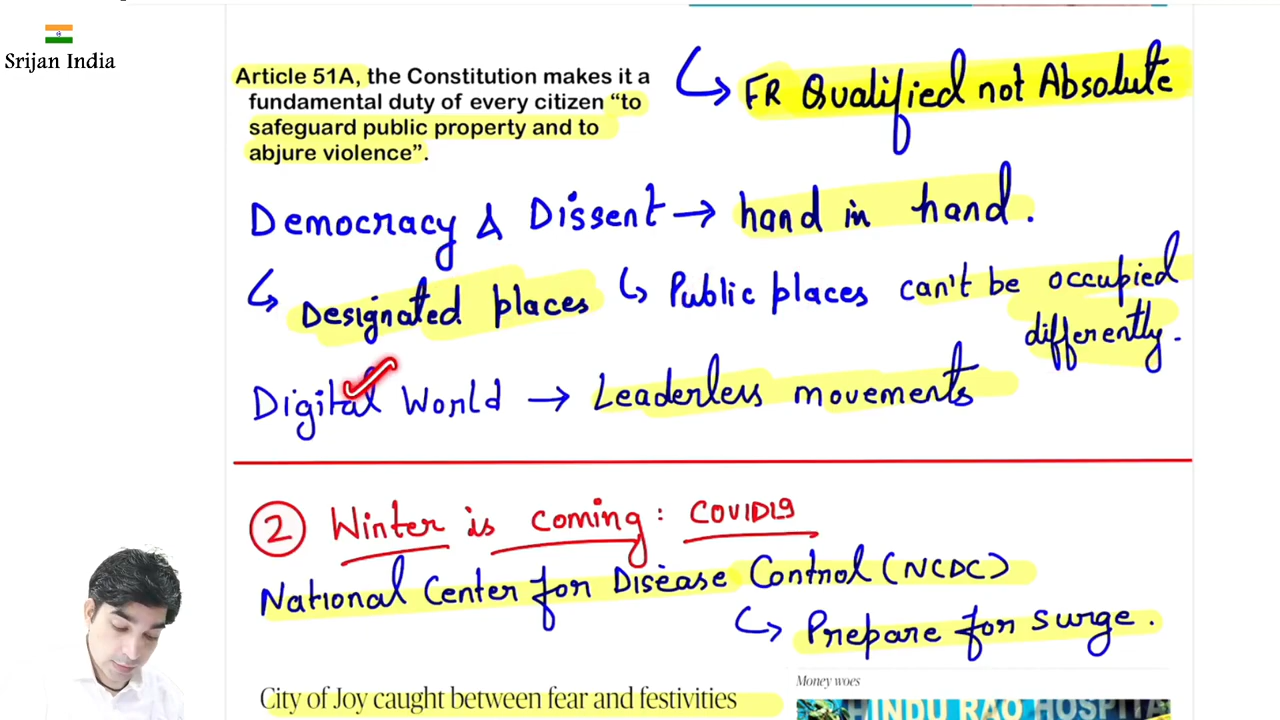 Srijan India
Article 51A, the Constitution makes it a
fundamental duty of every citizen “to
safeguard public property and to
abjure violence”.
↳ FR Qualified not Absolute
Democracy & Dissent → hand in hand.
↳ Designated places ↳ Public places can't be occupied
differently.
Digital World → Leaderless movements
② Winter is coming: COVID19
National Center for Disease Control (NCDC)
↳ Prepare for surge.
City of Joy caught between fear and festivities
Money woes
HINDU RAO HOSPITA